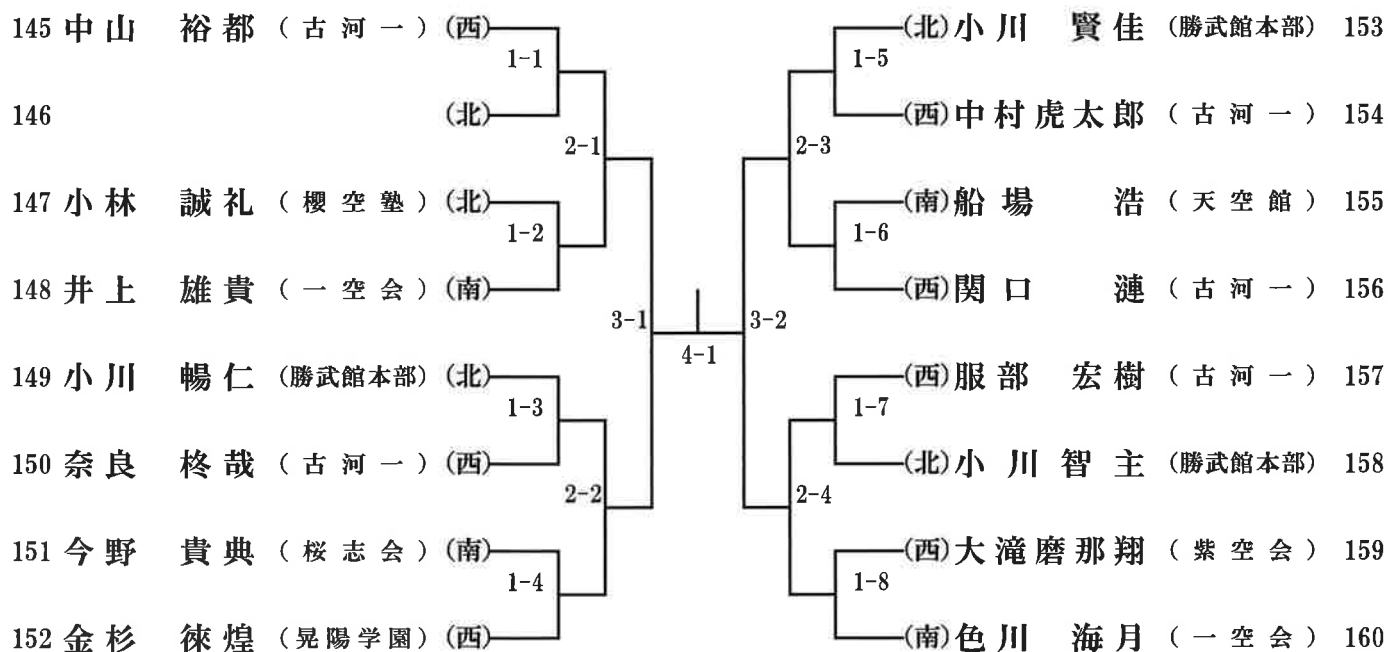 145 中山 裕都 (古河一) (西)
1-1
146 (北)
2-1
147 小林 誠礼 (櫻空塾) (北)
1-2
148 井上 雄貴 (一空会) (南)
3-1
149 小川 暢仁 (勝武館本部) (北)
1-3
150 奈良 柊哉 (古河一) (西)
2-2
151 今野 貴典 (桜志会) (南)
1-4
152 金杉 徠煌 (晃陽学園) (西)
4-1
(北) 小川 賢佳 (勝武館本部) 153
1-5
(西) 中村虎太郎 (古河一) 154
2-3
(南) 船場 浩 (天空館) 155
1-6
(西) 関口 漣 (古河一) 156
3-2
(西) 服部 宏樹 (古河一) 157
1-7
(北) 小川智主 (勝武館本部) 158
2-4
(西) 大滝磨那翔 (紫空会) 159
1-8
(南) 色川 海月 (一空会) 160